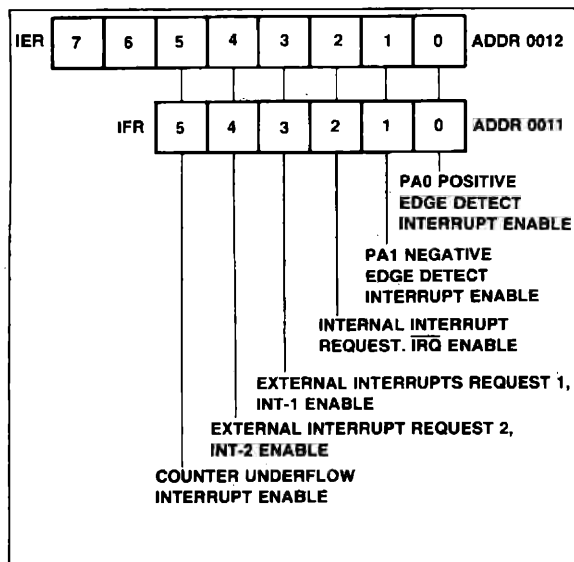 IER 7 6 5 4 3 2 1 0 ADDR 0012
IFR 5 4 3 2 1 0 ADDR 0011
PA0 POSITIVE
EDGE DETECT
INTERRUPT ENABLE
PA1 NEGATIVE
EDGE DETECT
INTERRUPT ENABLE
INTERNAL INTERRUPT
REQUEST. I̅R̅Q̅ ENABLE
EXTERNAL INTERRUPTS REQUEST 1,
INT-1 ENABLE
EXTERNAL INTERRUPT REQUEST 2,
INT-2 ENABLE
COUNTER UNDERFLOW
INTERRUPT ENABLE